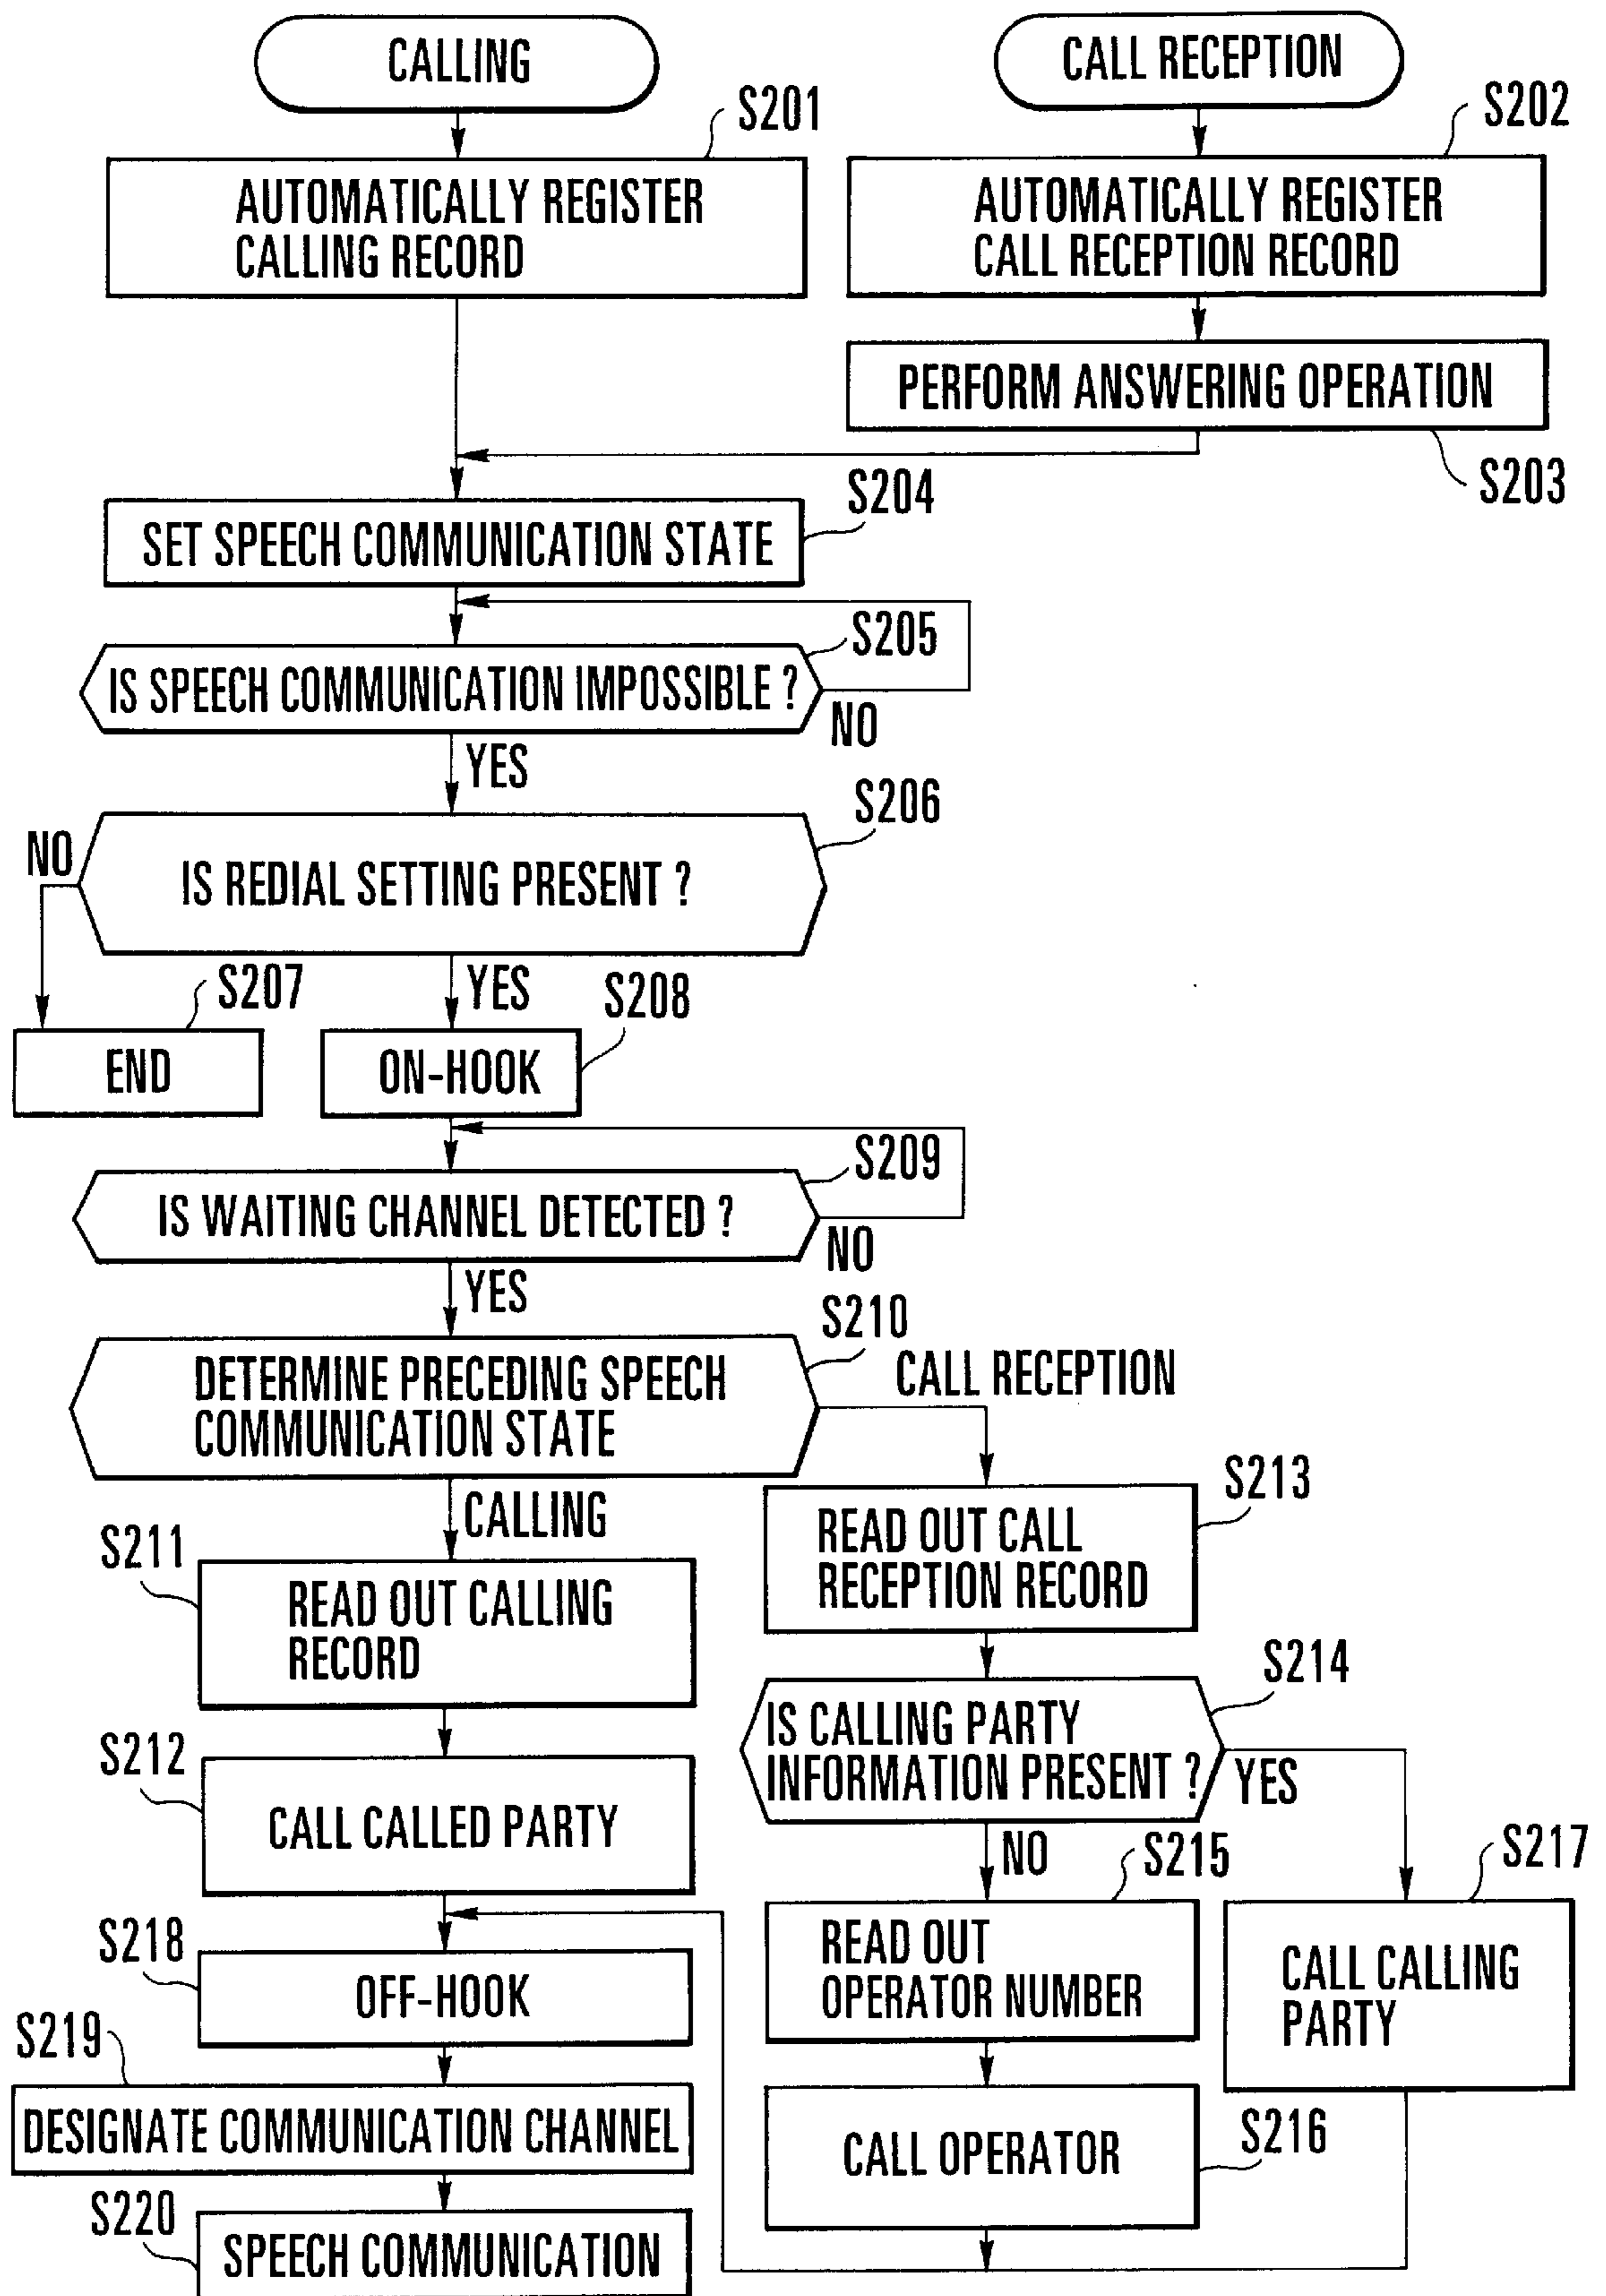 CALLING
CALL RECEPTION
S201
S202
AUTOMATICALLY REGISTER
CALLING RECORD
AUTOMATICALLY REGISTER
CALL RECEPTION RECORD
PERFORM ANSWERING OPERATION
S203
S204
SET SPEECH COMMUNICATION STATE
S205
IS SPEECH COMMUNICATION IMPOSSIBLE ?
NO
YES
S206
NO
IS REDIAL SETTING PRESENT ?
S207
YES
S208
END
ON-HOOK
S209
IS WAITING CHANNEL DETECTED ?
NO
YES
S210
DETERMINE PRECEDING SPEECH
COMMUNICATION STATE
CALL RECEPTION
CALLING
S213
READ OUT CALL
RECEPTION RECORD
S211
READ OUT CALLING
RECORD
S214
IS CALLING PARTY
INFORMATION PRESENT ?
YES
S212
CALL CALLED PARTY
NO
S215
S217
READ OUT
OPERATOR NUMBER
CALL CALLING
PARTY
S218
OFF-HOOK
S219
DESIGNATE COMMUNICATION CHANNEL
CALL OPERATOR
S216
S220
SPEECH COMMUNICATION